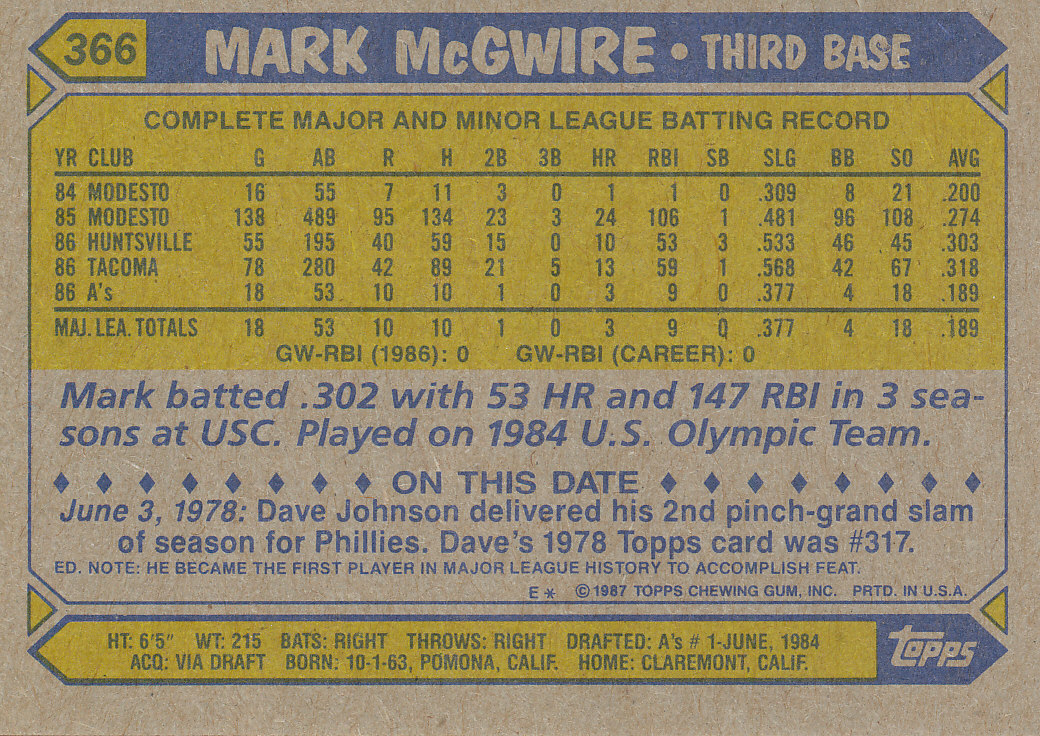 366 MARK McGWIRE • THIRD BASE
COMPLETE MAJOR AND MINOR LEAGUE BATTING RECORD
YR CLUB G AB R H 2B 3B HR RBI SB SLG BB SO AVG
84 MODESTO 16 55 7 11 3 0 1 1 0 .309 8 21 .200
85 MODESTO 138 489 95 134 23 3 24 106 1 .481 96 108 .274
86 HUNTSVILLE 55 195 40 59 15 0 10 53 3 .533 46 45 .303
86 TACOMA 78 280 42 89 21 5 13 59 1 .568 42 67 .318
86 A's 18 53 10 10 1 0 3 9 0 .377 4 18 .189
MAJ. LEA. TOTALS 18 53 10 10 1 0 3 9 0 .377 4 18 .189
GW-RBI (1986): 0 GW-RBI (CAREER): 0
Mark batted .302 with 53 HR and 147 RBI in 3 sea-
sons at USC. Played on 1984 U.S. Olympic Team.
♦ ♦ ♦ ♦ ♦ ♦ ♦ ♦ ON THIS DATE ♦ ♦ ♦ ♦ ♦ ♦ ♦ ♦
June 3, 1978: Dave Johnson delivered his 2nd pinch-grand slam
of season for Phillies. Dave's 1978 Topps card was #317.
ED. NOTE: HE BECAME THE FIRST PLAYER IN MAJOR LEAGUE HISTORY TO ACCOMPLISH FEAT.
E * © 1987 TOPPS CHEWING GUM, INC. PRTD. IN U.S.A.
HT: 6'5" WT: 215 BATS: RIGHT THROWS: RIGHT DRAFTED: A's # 1-JUNE, 1984
ACQ: VIA DRAFT BORN: 10-1-63, POMONA, CALIF. HOME: CLAREMONT, CALIF.
topps